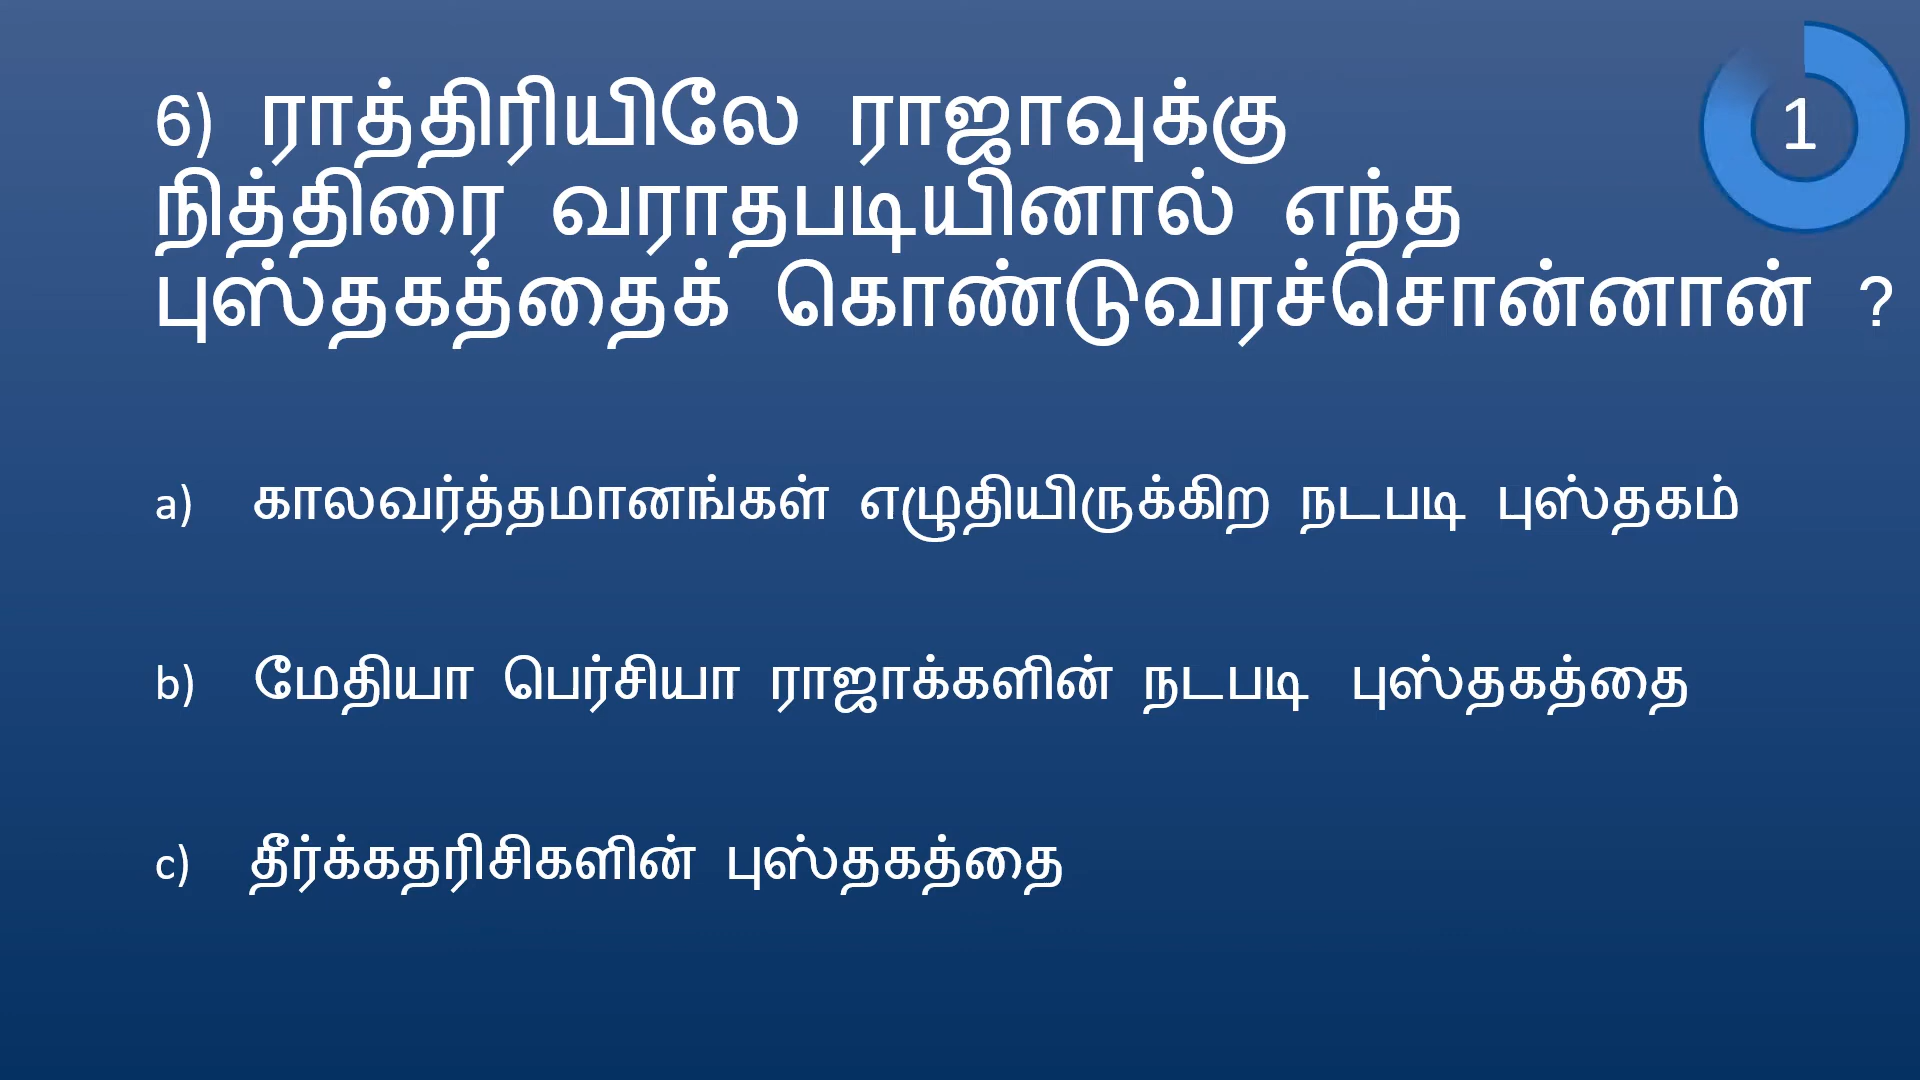 6) ராத்திரியிலே ராஜாவுக்கு
நித்திரை வராதபடியினால் எந்த
புஸ்தகத்தைக் கொண்டுவரச்சொன்னான் ?
1
a) காலவர்த்தமானங்கள் எழுதியிருக்கிற நடபடி புஸ்தகம்
b) மேதியா பெர்சியா ராஜாக்களின் நடபடி புஸ்தகத்தை
c) தீர்க்கதரிசிகளின் புஸ்தகத்தை